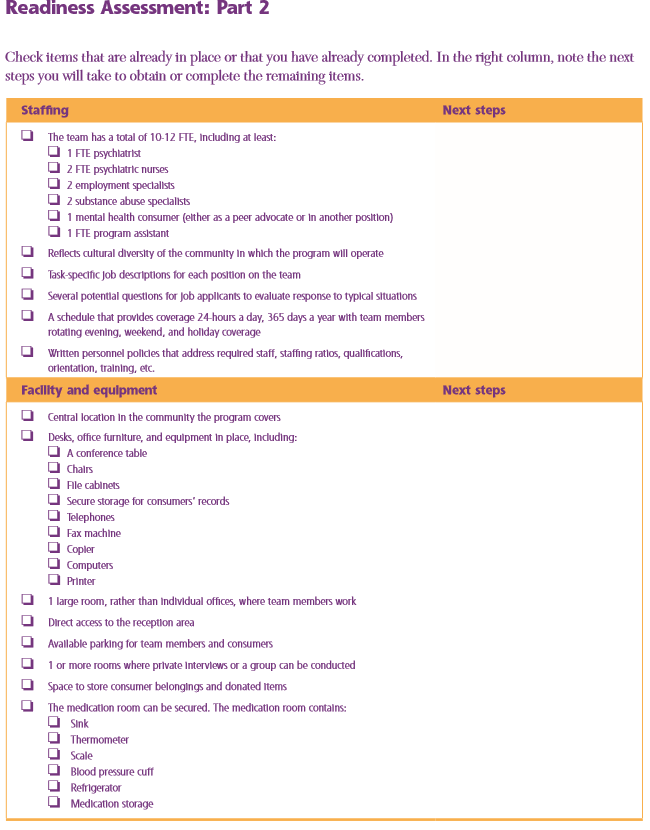 Readiness Assessment: Part 2
Check items that are already in place or that you have already completed. In the right column, note the next
steps you will take to obtain or complete the remaining items.
Staffing Next steps
The team has a total of 10-12 FTE, including at least:
1 FTE psychiatrist
2 FTE psychiatric nurses
2 employment specialists
2 substance abuse specialists
1 mental health consumer (either as a peer advocate or in another position)
1 FTE program assistant
Reflects cultural diversity of the community in which the program will operate
Task-specific job descriptions for each position on the team
Several potential questions for job applicants to evaluate response to typical situations
A schedule that provides coverage 24-hours a day, 365 days a year with team members
rotating evening, weekend, and holiday coverage
Written personnel policies that address required staff, staffing ratios, qualifications,
orientation, training, etc.
Facility and equipment Next steps
Central location in the community the program covers
Desks, office furniture, and equipment in place, including:
A conference table
Chairs
File cabinets
Secure storage for consumers' records
Telephones
Fax machine
Copier
Computers
Printer
1 large room, rather than individual offices, where team members work
Direct access to the reception area
Available parking for team members and consumers
1 or more rooms where private interviews or a group can be conducted
Space to store consumer belongings and donated items
The medication room can be secured. The medication room contains:
Sink
Thermometer
Scale
Blood pressure cuff
Refrigerator
Medication storage